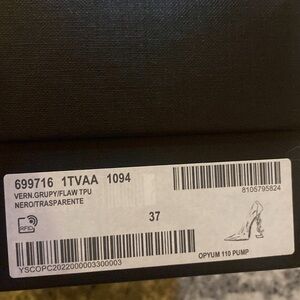 699716 1TVAA 1094
VERN.GRUPY/FLAW TPU
NERO/TRASPARENTE
8105795824
RFID
37
YSCOPC2022000003300003
OPYUM 110 PUMP